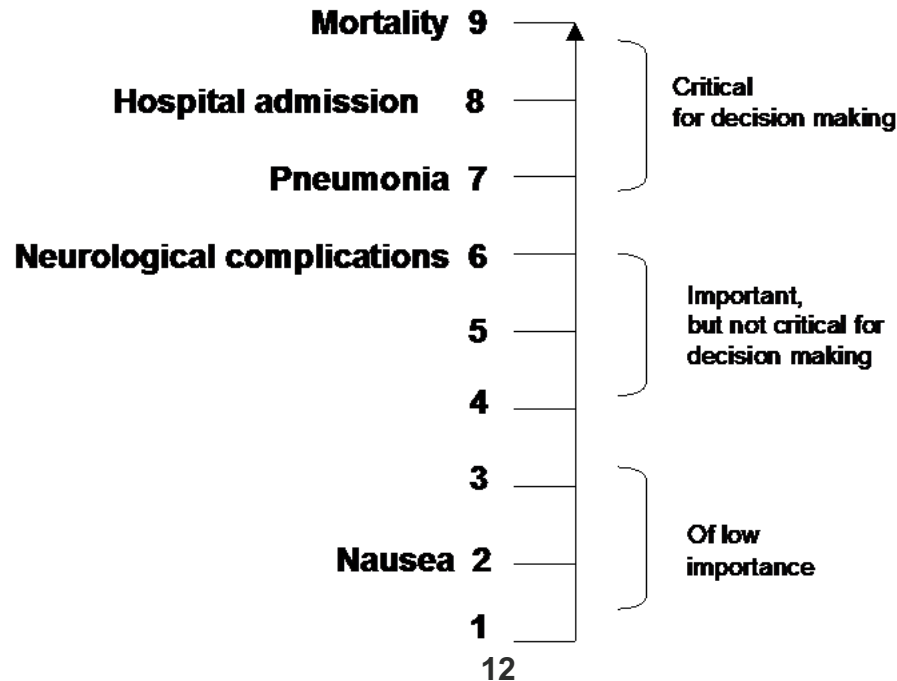 Mortality 9
Hospital admission 8
Critical
for decision making
Pneumonia 7
Neurological complications 6
Important,
but not critical for
decision making
5
4
3
Of low
importance
Nausea 2
1
12